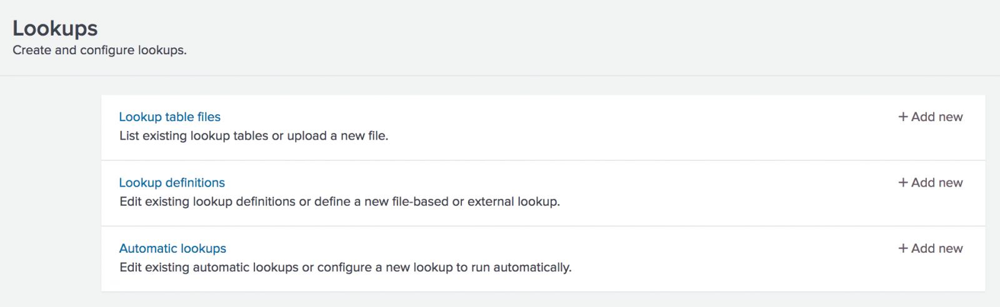 Lookups
Create and configure lookups.
Lookup table files
+ Add new
List existing lookup tables or upload a new file.
Lookup definitions
+ Add new
Edit existing lookup definitions or define a new file-based or external lookup.
Automatic lookups
+ Add new
Edit existing automatic lookups or configure a new lookup to run automatically.